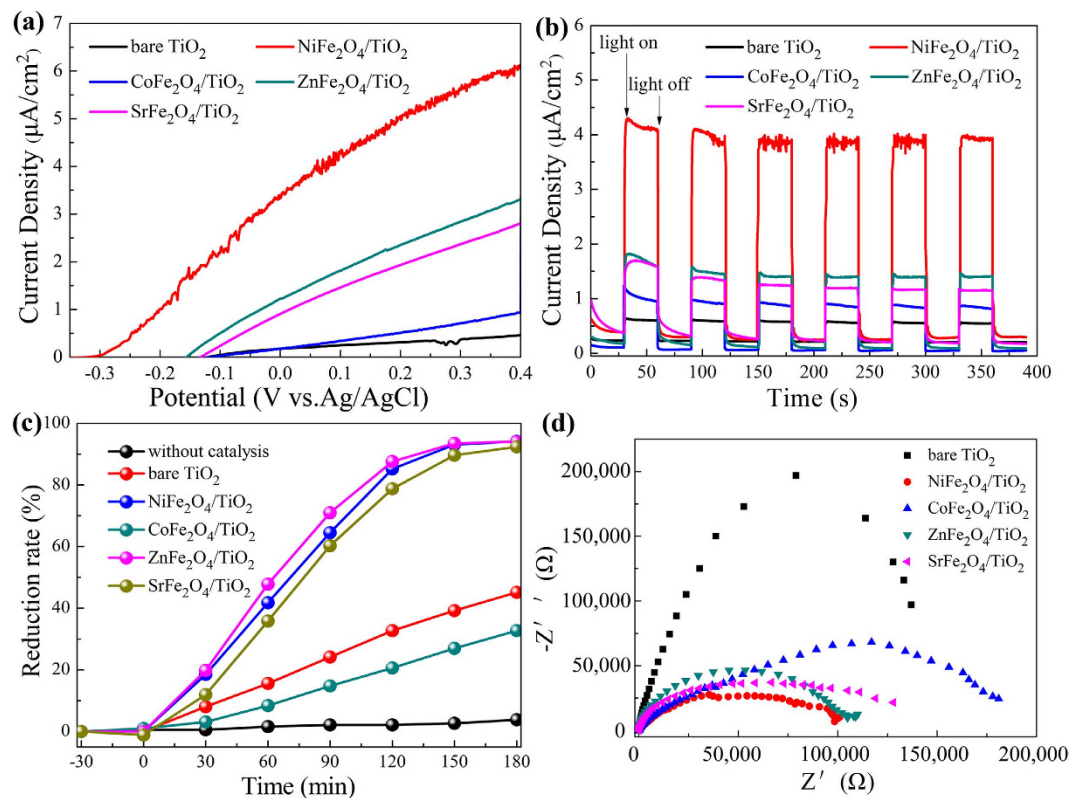 (a)
7
6
5
4
3
2
1
0
Current Density (μA/cm²)
bare TiO₂
NiFe₂O₄/TiO₂
CoFe₂O₄/TiO₂
ZnFe₂O₄/TiO₂
SrFe₂O₄/TiO₂
-0.3 -0.2 -0.1 0.0 0.1 0.2 0.3 0.4
Potential (V vs.Ag/AgCl)
(b)
6
5
4
3
2
1
0
Current Density (μA/cm²)
bare TiO₂
NiFe₂O₄/TiO₂
CoFe₂O₄/TiO₂
ZnFe₂O₄/TiO₂
SrFe₂O₄/TiO₂
light on
light off
0 50 100 150 200 250 300 350 400
Time (s)
(c)
100
80
60
40
20
0
Reduction rate (%)
without catalysis
bare TiO₂
NiFe₂O₄/TiO₂
CoFe₂O₄/TiO₂
ZnFe₂O₄/TiO₂
SrFe₂O₄/TiO₂
-30 0 30 60 90 120 150 180
Time (min)
(d)
200,000
150,000
100,000
50,000
0
-Z′ ′ (Ω)
bare TiO₂
NiFe₂O₄/TiO₂
CoFe₂O₄/TiO₂
ZnFe₂O₄/TiO₂
SrFe₂O₄/TiO₂
0 50,000 100,000 150,000 200,000
Z′ (Ω)